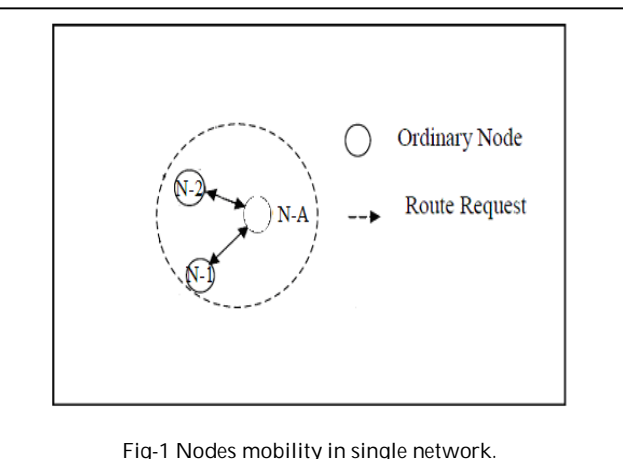 Ordinary Node
N-2
N-A
Route Request
N-1
Fig-1 Nodes mobility in single network.